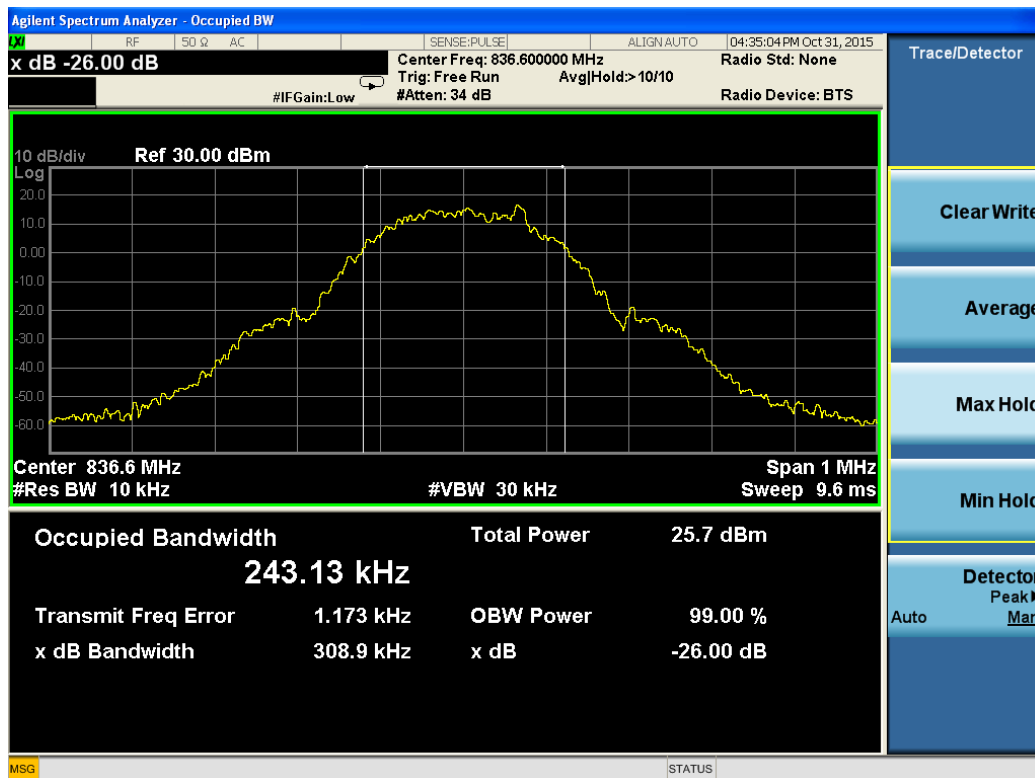 Agilent Spectrum Analyzer - Occupied BW
LXI RF 50 Ω AC SENSE:PULSE ALIGN AUTO 04:35:04 PM Oct 31, 2015
x dB -26.00 dB
Center Freq: 836.600000 MHz Radio Std: None
Trig: Free Run Avg|Hold:> 10/10
#IFGain:Low #Atten: 34 dB Radio Device: BTS
Trace/Detector
10 dB/div Ref 30.00 dBm
Log
20.0
10.0
0.00
-10.0
-20.0
-30.0
-40.0
-50.0
-60.0
Center 836.6 MHz Span 1 MHz
#Res BW 10 kHz #VBW 30 kHz Sweep 9.6 ms
Clear Write
Average
Max Hold
Min Hold
Detector
Peak▶
Auto Man
Occupied Bandwidth Total Power 25.7 dBm
243.13 kHz
Transmit Freq Error 1.173 kHz OBW Power 99.00 %
x dB Bandwidth 308.9 kHz x dB -26.00 dB
MSG STATUS